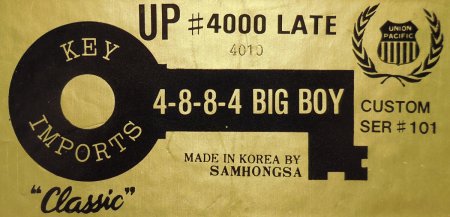 UP #4000 LATE
4010
UNION
PACIFIC
KEY
IMPORTS
4-8-8-4 BIG BOY
CUSTOM
SER #101
MADE IN KOREA BY
SAMHONGSA
"Classic"